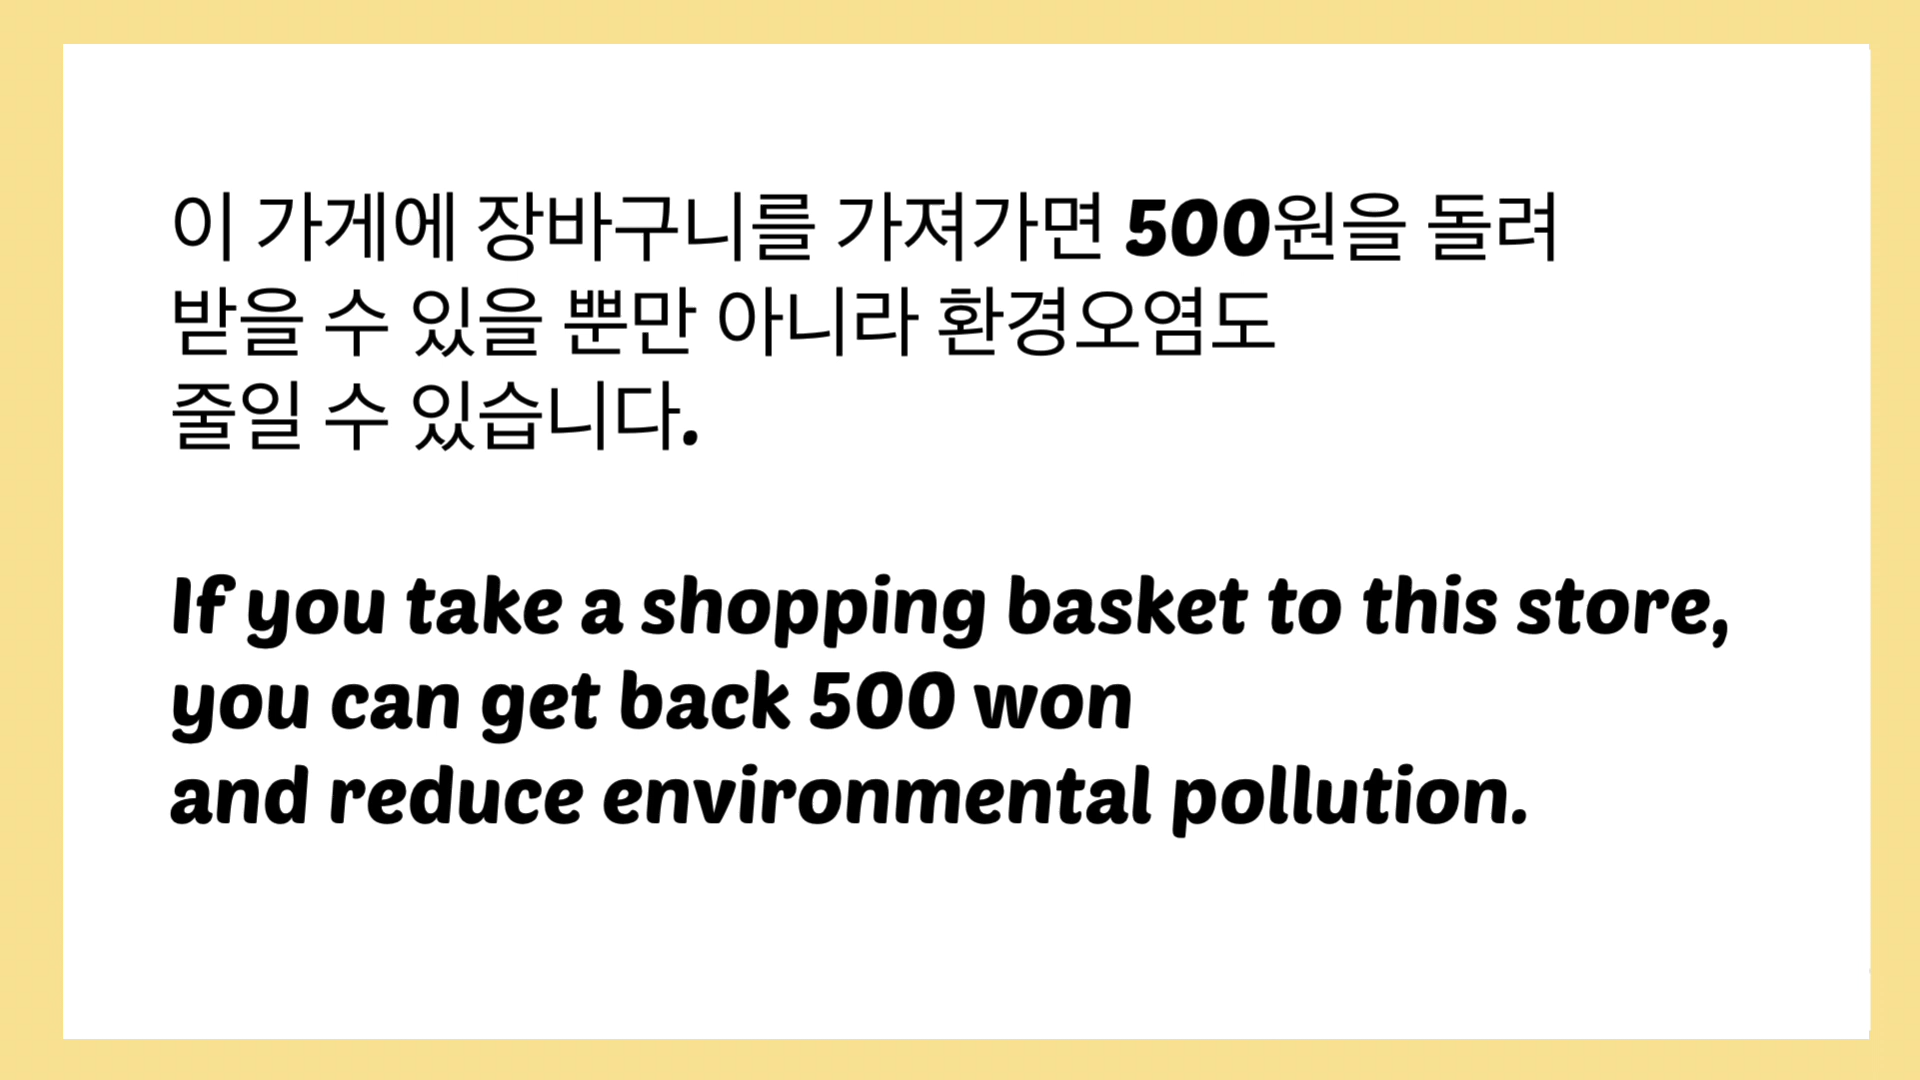 이 가게에 장바구니를 가져가면 500원을 돌려
받을 수 있을 뿐만 아니라 환경오염도
줄일 수 있습니다.
If you take a shopping basket to this store,
you can get back 500 won
and reduce environmental pollution.